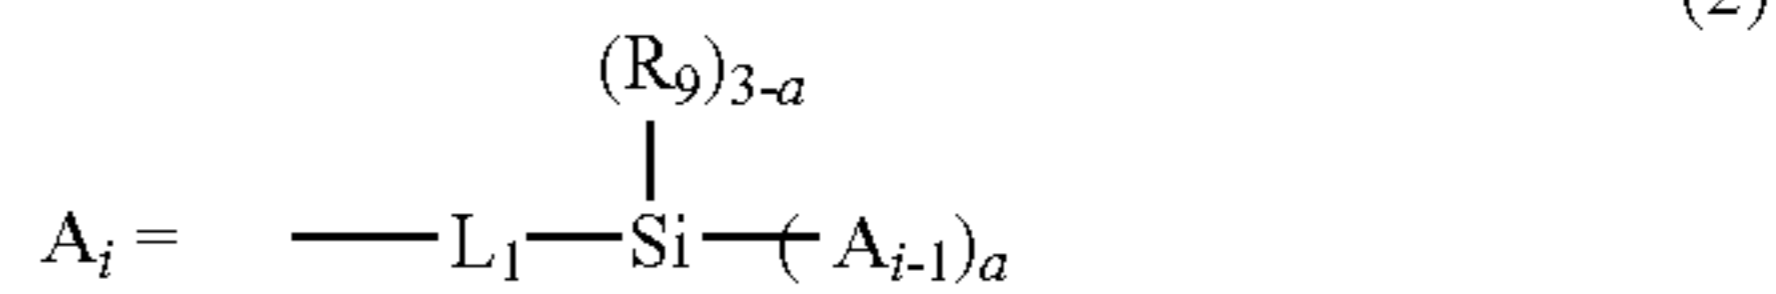 (2)
(R₉)₃₋ₐ
Aᵢ = —L₁—Si—( Aᵢ₋₁)ₐ